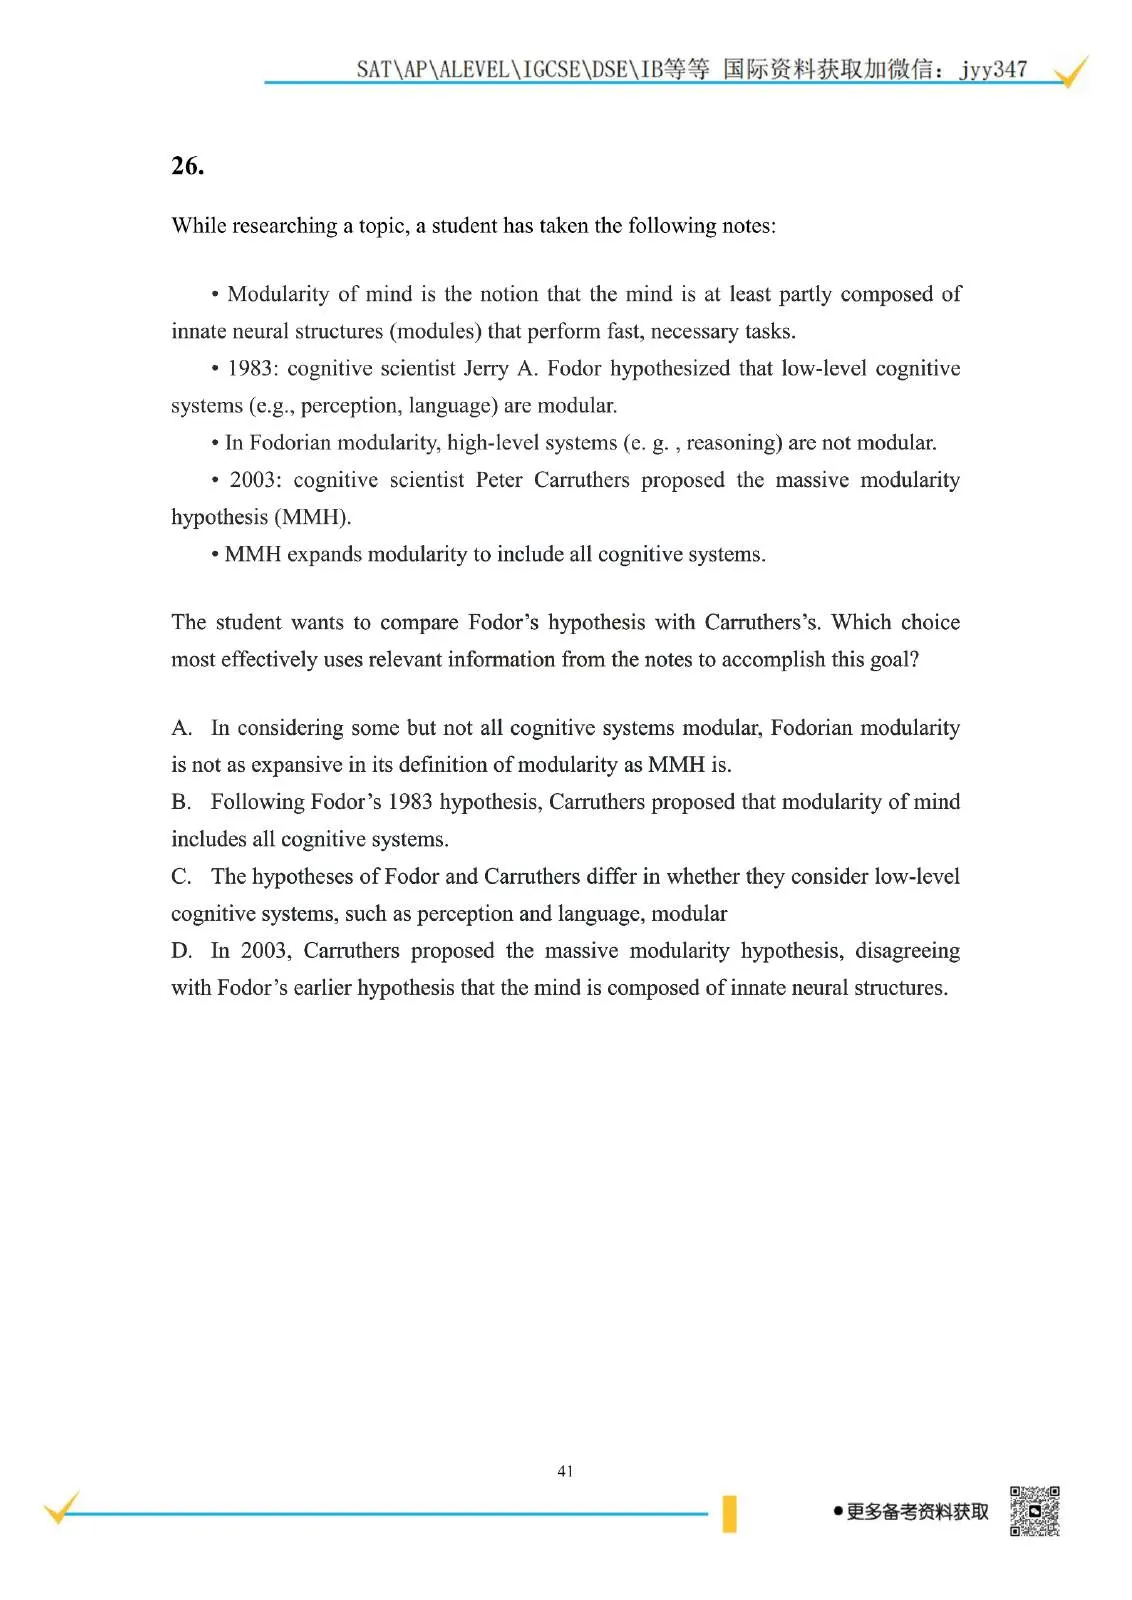 SAT\AP\ALEVEL\IGCSE\DSE\IB等等 国际资料获取加微信: jyy347
26.
While researching a topic, a student has taken the following notes:
• Modularity of mind is the notion that the mind is at least partly composed of
innate neural structures (modules) that perform fast, necessary tasks.
• 1983: cognitive scientist Jerry A. Fodor hypothesized that low-level cognitive
systems (e.g., perception, language) are modular.
• In Fodorian modularity, high-level systems (e. g. , reasoning) are not modular.
• 2003: cognitive scientist Peter Carruthers proposed the massive modularity
hypothesis (MMH).
• MMH expands modularity to include all cognitive systems.
The student wants to compare Fodor’s hypothesis with Carruthers’s. Which choice
most effectively uses relevant information from the notes to accomplish this goal?
A. In considering some but not all cognitive systems modular, Fodorian modularity
is not as expansive in its definition of modularity as MMH is.
B. Following Fodor’s 1983 hypothesis, Carruthers proposed that modularity of mind
includes all cognitive systems.
C. The hypotheses of Fodor and Carruthers differ in whether they consider low-level
cognitive systems, such as perception and language, modular
D. In 2003, Carruthers proposed the massive modularity hypothesis, disagreeing
with Fodor’s earlier hypothesis that the mind is composed of innate neural structures.
41
•更多备考资料获取